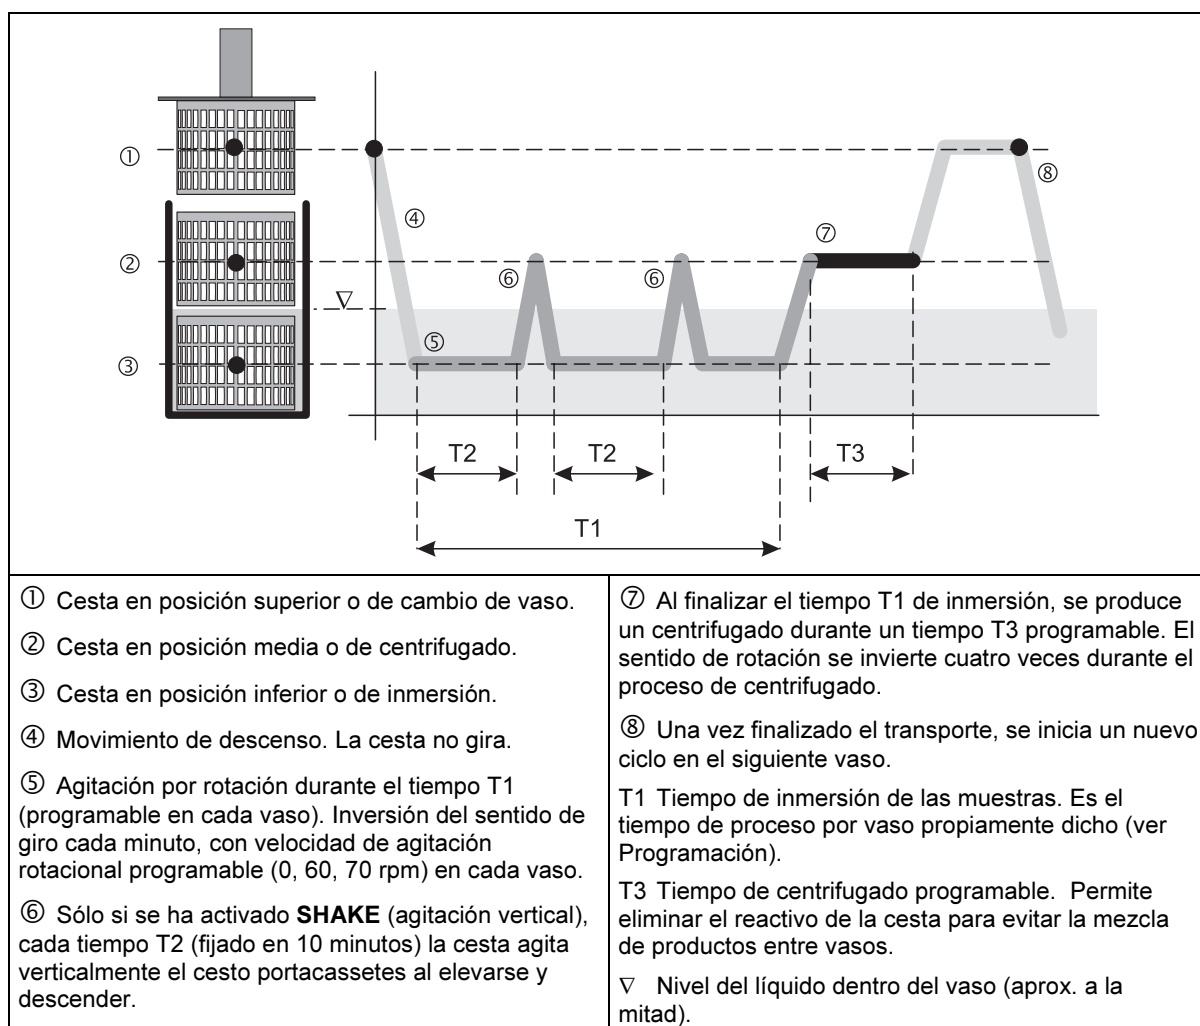 ①
②
③
④
⑤
⑥
⑥
⑦
⑧
∇
T2
T2
T3
T1
① Cesta en posición superior o de cambio de vaso.
② Cesta en posición media o de centrifugado.
③ Cesta en posición inferior o de inmersión.
④ Movimiento de descenso. La cesta no gira.
⑤ Agitación por rotación durante el tiempo T1
(programable en cada vaso). Inversión del sentido de
giro cada minuto, con velocidad de agitación
rotacional programable (0, 60, 70 rpm) en cada vaso.
⑥ Sólo si se ha activado SHAKE (agitación vertical),
cada tiempo T2 (fijado en 10 minutos) la cesta agita
verticalmente el cesto portacassetes al elevarse y
descender.
⑦ Al finalizar el tiempo T1 de inmersión, se produce
un centrifugado durante un tiempo T3 programable. El
sentido de rotación se invierte cuatro veces durante el
proceso de centrifugado.
⑧ Una vez finalizado el transporte, se inicia un nuevo
ciclo en el siguiente vaso.
T1 Tiempo de inmersión de las muestras. Es el
tiempo de proceso por vaso propiamente dicho (ver
Programación).
T3 Tiempo de centrifugado programable. Permite
eliminar el reactivo de la cesta para evitar la mezcla
de productos entre vasos.
∇ Nivel del líquido dentro del vaso (aprox. a la
mitad).